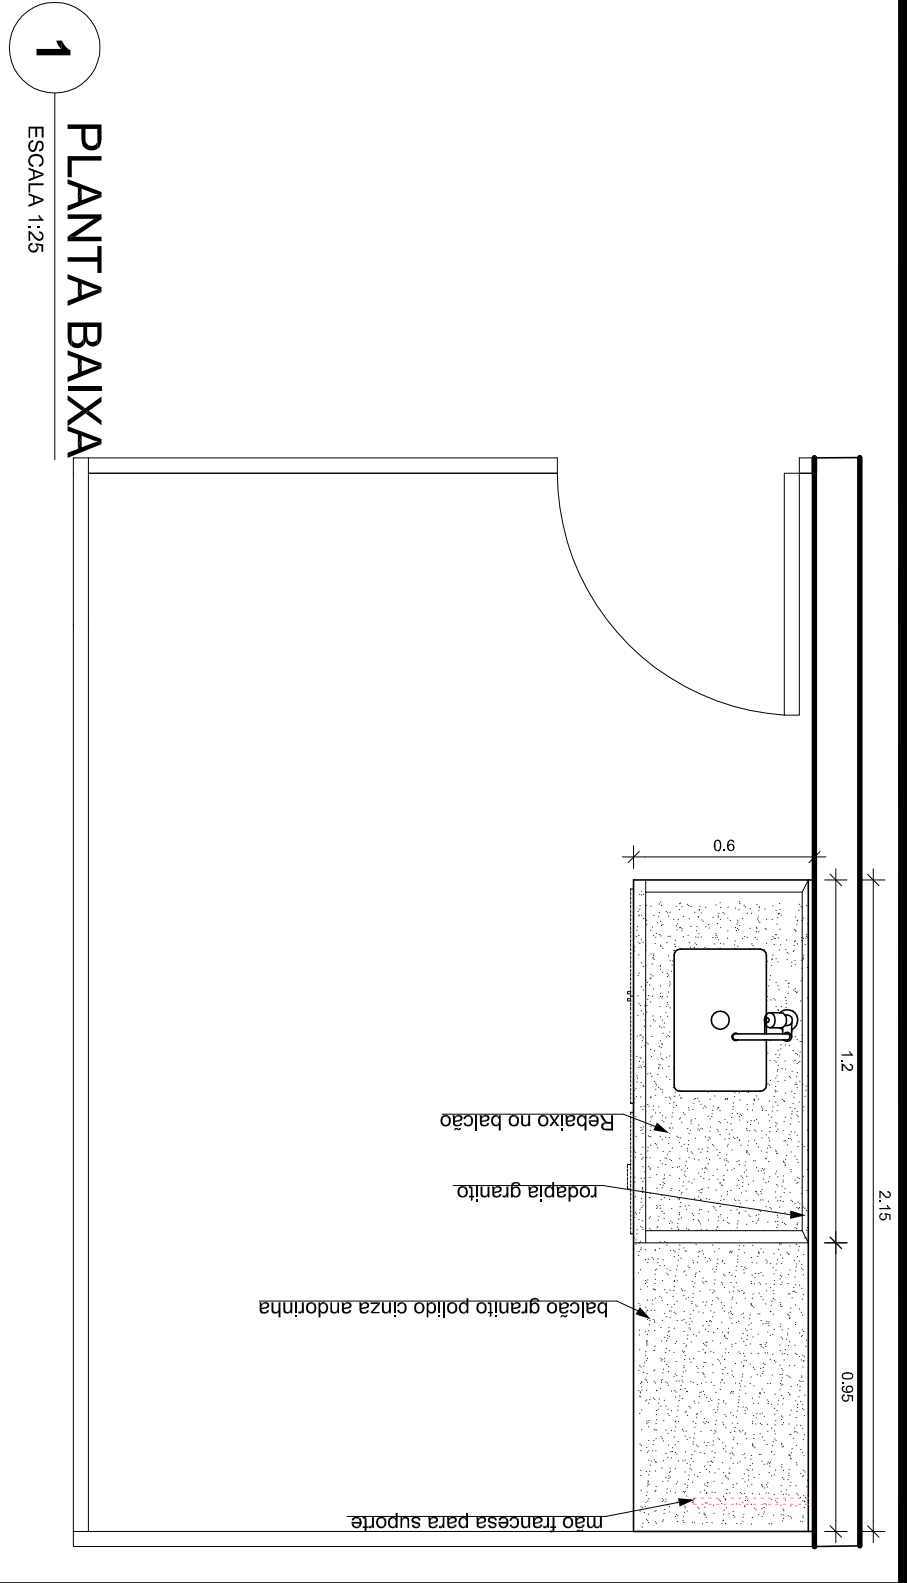 1
PLANTA BAIXA
ESCALA 1:25
0.6
1.2
2.15
0.95
Rebaixo no balcão
rodapia granito
balcão granito polido cinza andorinha
mão francesa para suporte